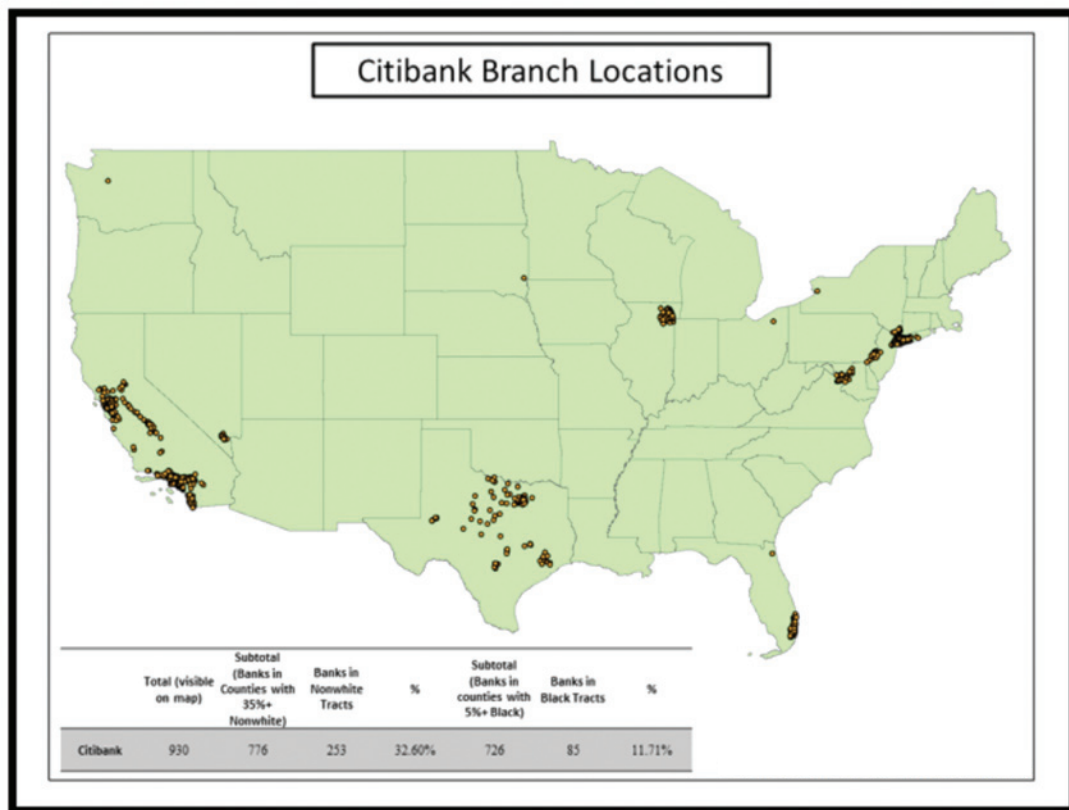 Citibank Branch Locations
Total (visible on map) Subtotal (Banks in Counties with 35%+ Nonwhite) Banks in Nonwhite Tracts % Subtotal (Banks in counties with 5%+ Black) Banks in Black Tracts %
Citibank 930 776 253 32.60% 726 85 11.71%